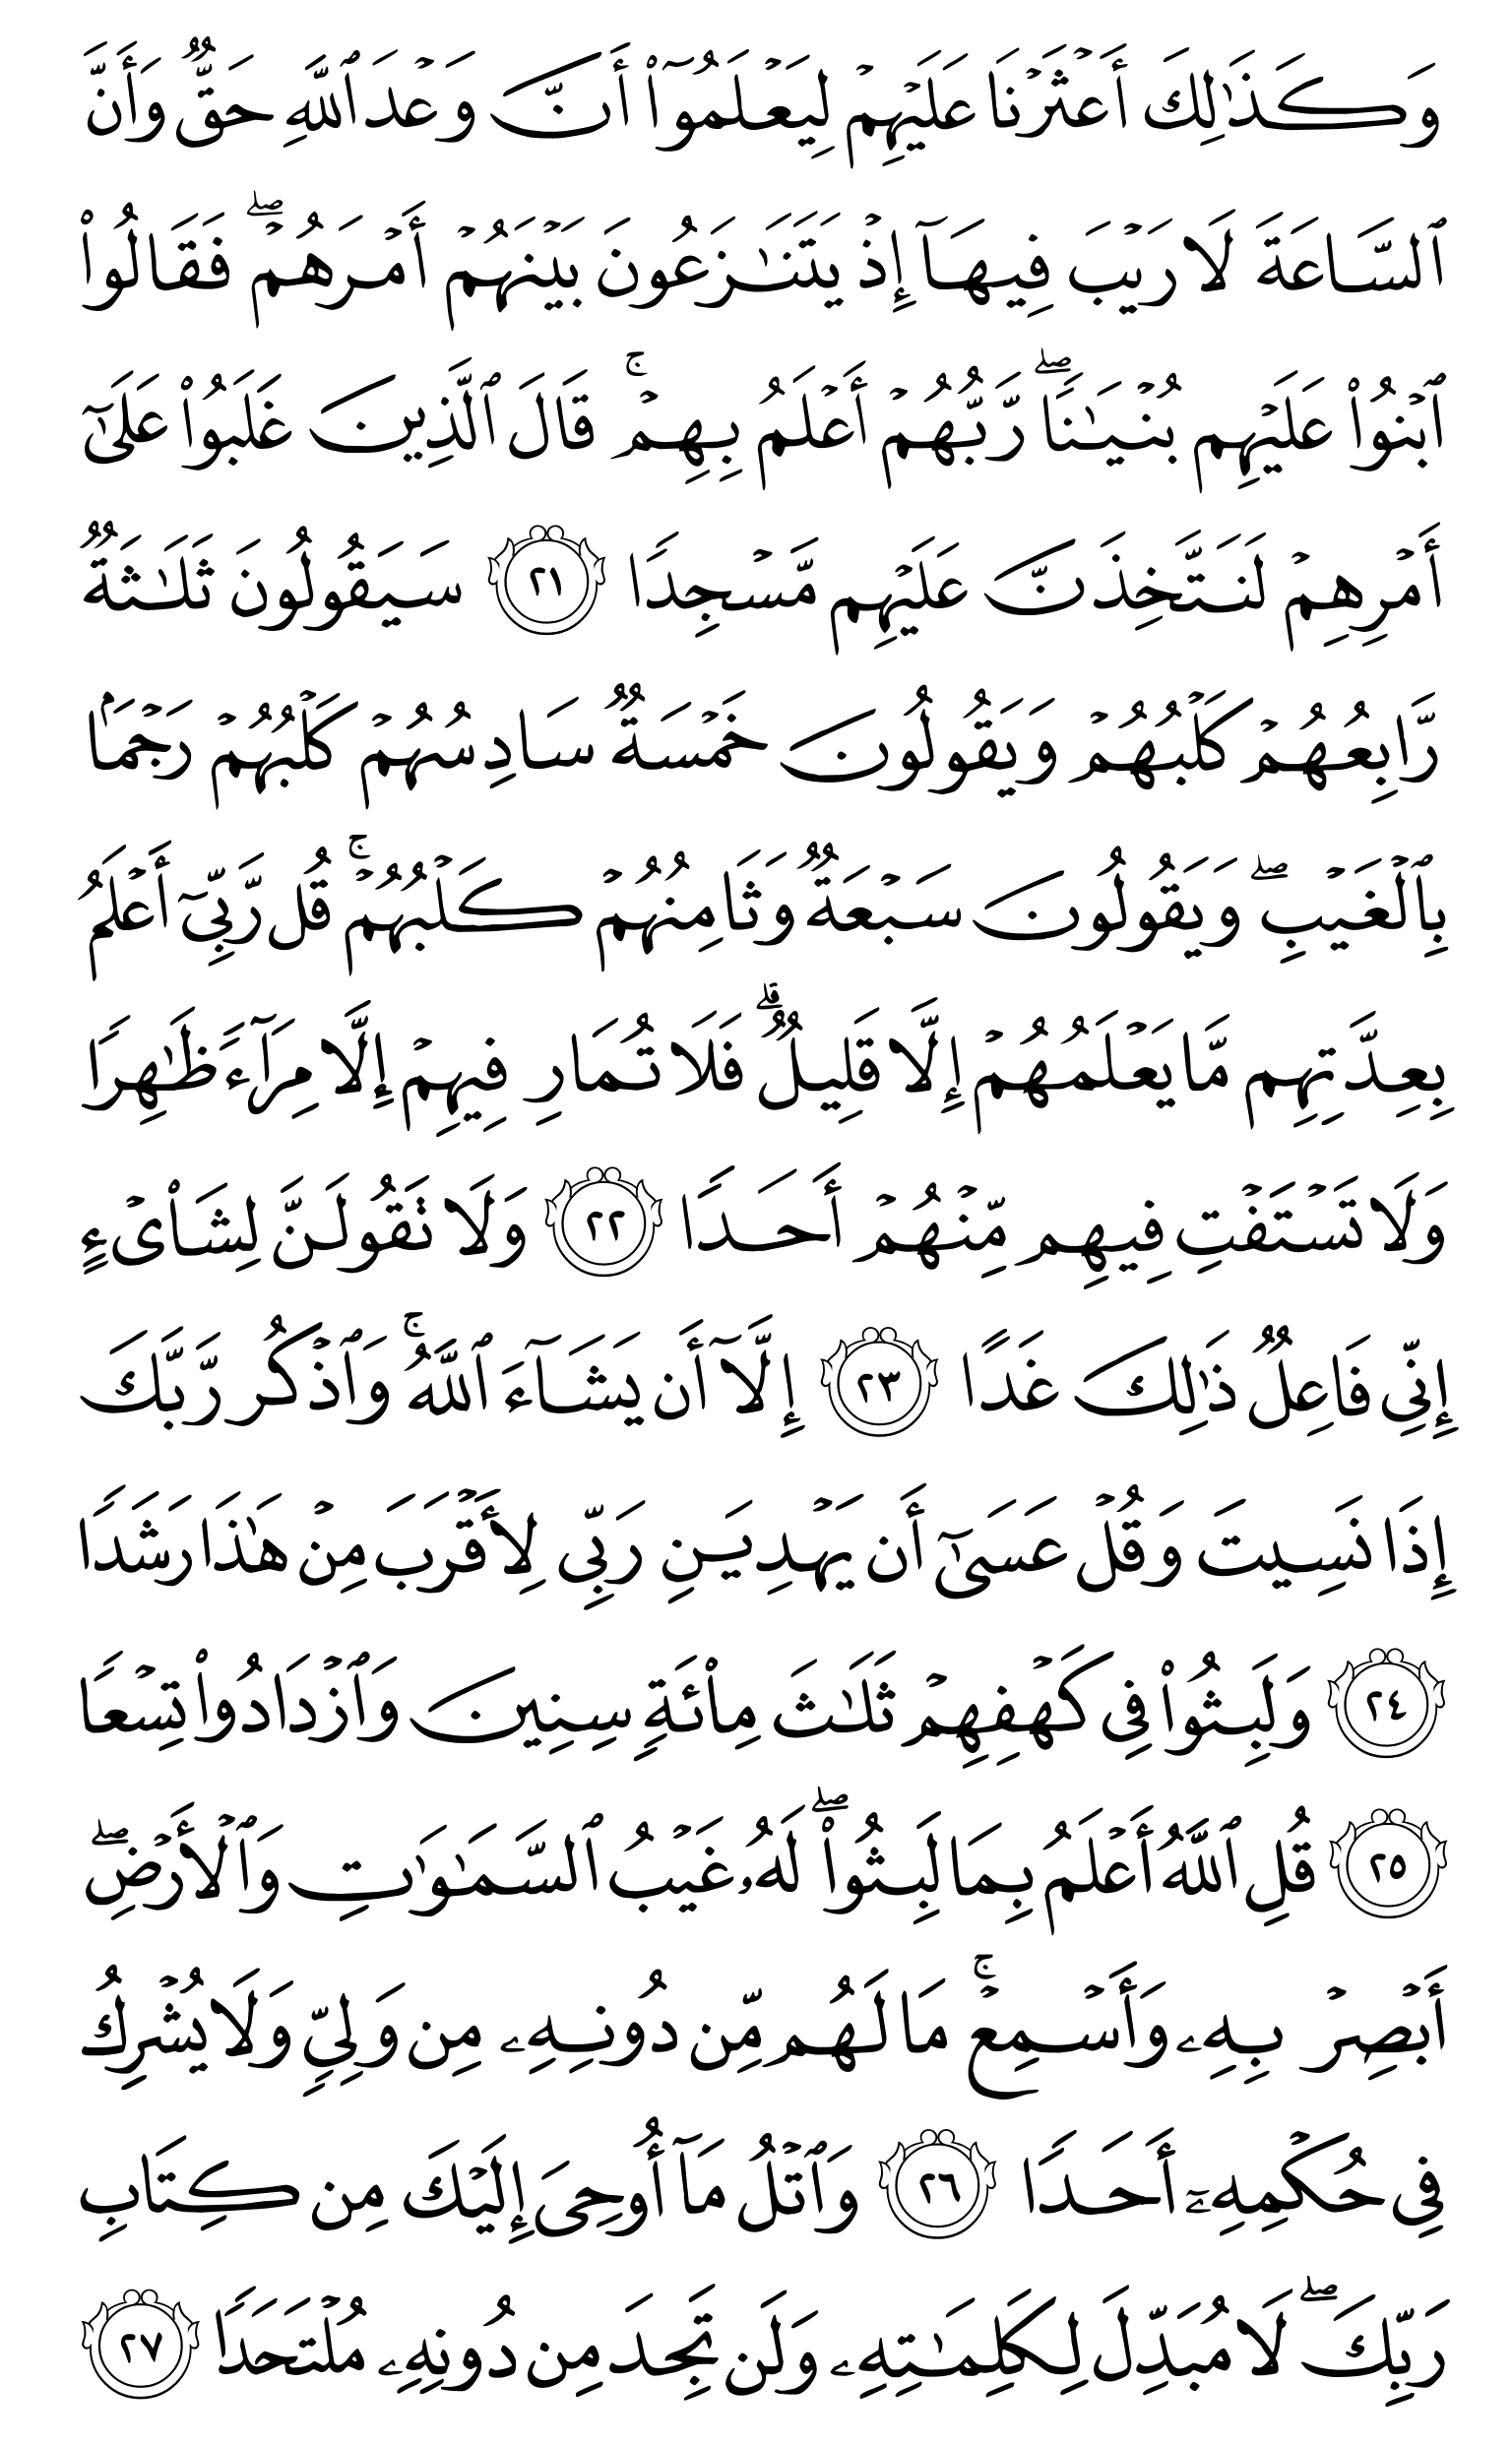 وَكَذَٰلِكَ أَعۡثَرۡنَا عَلَيۡهِمۡ لِيَعۡلَمُوٓاْ أَنَّ وَعۡدَ ٱللَّهِ حَقّٞ وَأَنَّ
ٱلسَّاعَةَ لَا رَيۡبَ فِيهَآ إِذۡ يَتَنَٰزَعُونَ بَيۡنَهُمۡ أَمۡرَهُمۡۖ فَقَالُواْ
ٱبۡنُواْ عَلَيۡهِم بُنۡيَٰنٗاۖ رَّبُّهُمۡ أَعۡلَمُ بِهِمۡۚ قَالَ ٱلَّذِينَ غَلَبُواْ عَلَىٰٓ
أَمۡرِهِمۡ لَنَتَّخِذَنَّ عَلَيۡهِم مَّسۡجِدٗا ٢١ سَيَقُولُونَ ثَلَٰثَةٞ
رَّابِعُهُمۡ كَلۡبُهُمۡ وَيَقُولُونَ خَمۡسَةٞ سَادِسُهُمۡ كَلۡبُهُمۡ رَجۡمَۢا
بِٱلۡغَيۡبِۖ وَيَقُولُونَ سَبۡعَةٞ وَثَامِنُهُمۡ كَلۡبُهُمۡۚ قُل رَّبِّيٓ أَعۡلَمُ
بِعِدَّتِهِم مَّا يَعۡلَمُهُمۡ إِلَّا قَلِيلٞۗ فَلَا تُمَارِ فِيهِمۡ إِلَّا مِرَآءٗ ظَٰهِرٗا
وَلَا تَسۡتَفۡتِ فِيهِم مِّنۡهُمۡ أَحَدٗا ٢٢ وَلَا تَقُولَنَّ لِشَاْيۡءٍ
إِنِّي فَاعِلٞ ذَٰلِكَ غَدًا ٢٣ إِلَّآ أَن يَشَآءَ ٱللَّهُۚ وَٱذۡكُر رَّبَّكَ
إِذَا نَسِيتَ وَقُلۡ عَسَىٰٓ أَن يَهۡدِيَنِ رَبِّي لِأَقۡرَبَ مِنۡ هَٰذَا رَشَدٗا
٢٤ وَلَبِثُواْ فِي كَهۡفِهِمۡ ثَلَٰثَ مِاْئَةٖ سِنِينَ وَٱزۡدَادُواْ تِسۡعٗا
٢٥ قُلِ ٱللَّهُ أَعۡلَمُ بِمَا لَبِثُواْۖ لَهُۥ غَيۡبُ ٱلسَّمَٰوَٰتِ وَٱلۡأَرۡضِۖ
أَبۡصِرۡ بِهِۦ وَأَسۡمِعۡۚ مَا لَهُم مِّن دُونِهِۦ مِن وَلِيّٖ وَلَا يُشۡرِكُ
فِي حُكۡمِهِۦٓ أَحَدٗا ٢٦ وَٱتۡلُ مَآ أُوحِيَ إِلَيۡكَ مِن كِتَابِ
رَبِّكَۖ لَا مُبَدِّلَ لِكَلِمَٰتِهِۦ وَلَن تَجِدَ مِن دُونِهِۦ مُلۡتَحَدٗا ٢٧